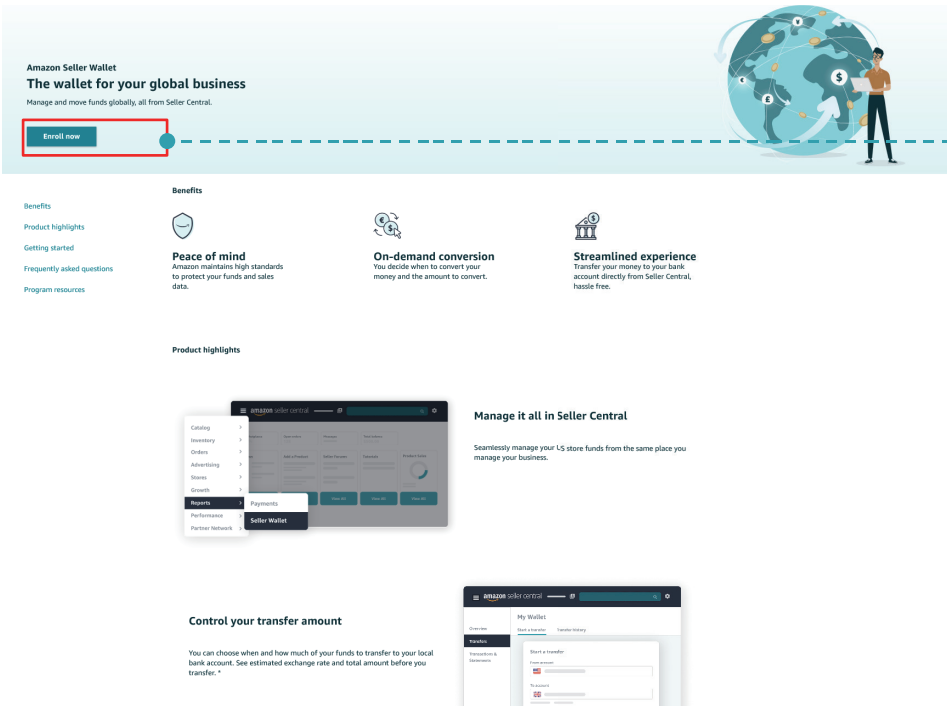 Amazon Seller Wallet
The wallet for your global business
Manage and move funds globally, all from Seller Central.
Enroll now
¥
€
$
£
Benefits
Product highlights
Getting started
Frequently asked questions
Program resources
Benefits
€
$
$
Peace of mind
Amazon maintains high standards
to protect your funds and sales
data.
On-demand conversion
You decide when to convert your
money and the amount to convert.
Streamlined experience
Transfer your money to your bank
account directly from Seller Central,
hassle free.
Product highlights
amazon seller central
Catalog
Inventory
Orders
Advertising
Stores
Growth
Reports
Performance
Partner Network
Payments
Seller Wallet
Product Sales
Manage it all in Seller Central
Seamlessly manage your US store funds from the same place you
manage your business.
Control your transfer amount
You can choose when and how much of your funds to transfer to your local
bank account. See estimated exchange rate and total amount before you
transfer. *
amazon seller central
Overview
Transfers
Transactions &
Statements
My Wallet
Start a transfer
Transfer history
Start a transfer
From account
To account